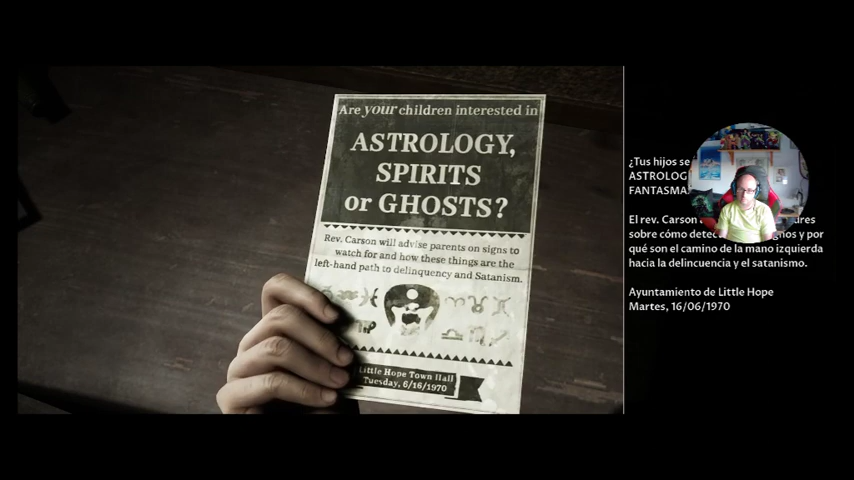 Are your children interested in
ASTROLOGY,
SPIRITS
or GHOSTS?
Rev. Carson will advise parents on signs to
watch for and how these things are the
left-hand path to delinquency and Satanism.
Little Hope Town Hall
Tuesday, 6/16/1970
¿Tus hijos se
El rev. Carson
sobre cómo y por
qué son el camino de la mano izquierda
hacia la delincuencia y el satanismo.
Ayuntamiento de Little Hope
Martes, 16/06/1970